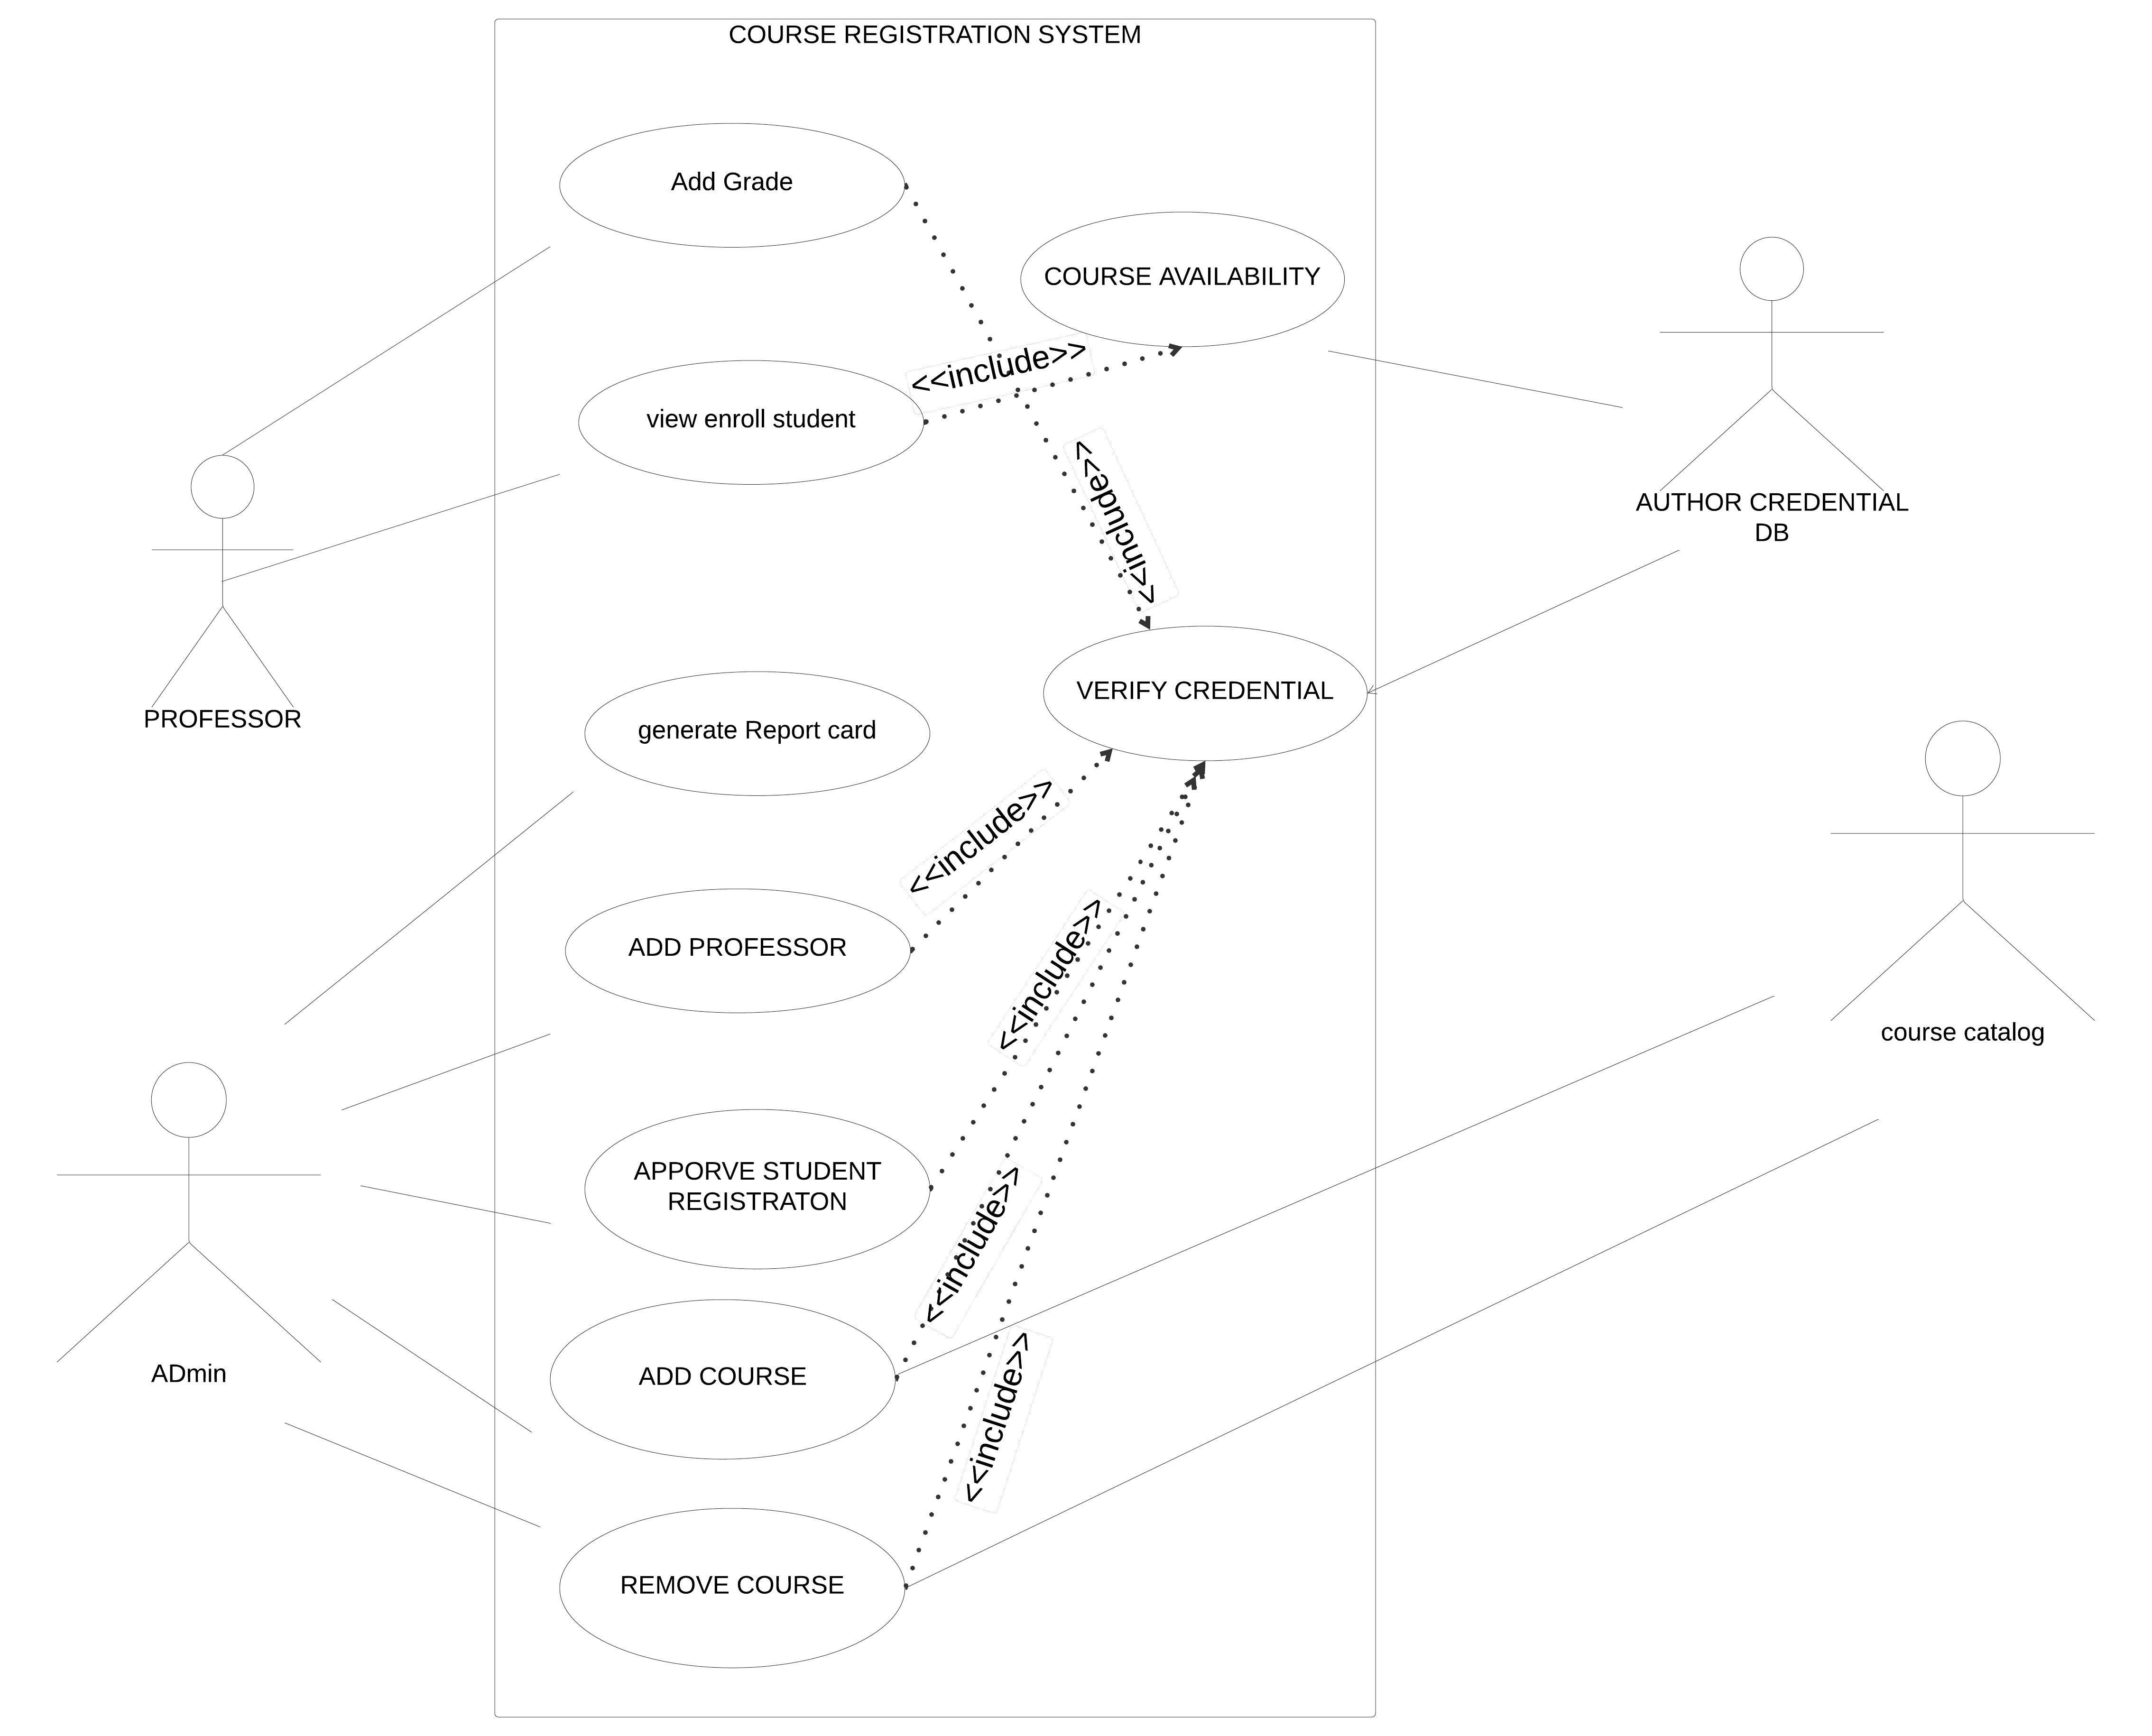 COURSE REGISTRATION SYSTEM
Add Grade
COURSE AVAILABILITY
<<include>>
view enroll student
<<include>>
AUTHOR CREDENTIAL
DB
PROFESSOR
VERIFY CREDENTIAL
generate Report card
<<include>>
ADD PROFESSOR
<<include>>
course catalog
APPORVE STUDENT
REGISTRATON
<<include>>
ADmin
ADD COURSE
<<include>>
REMOVE COURSE